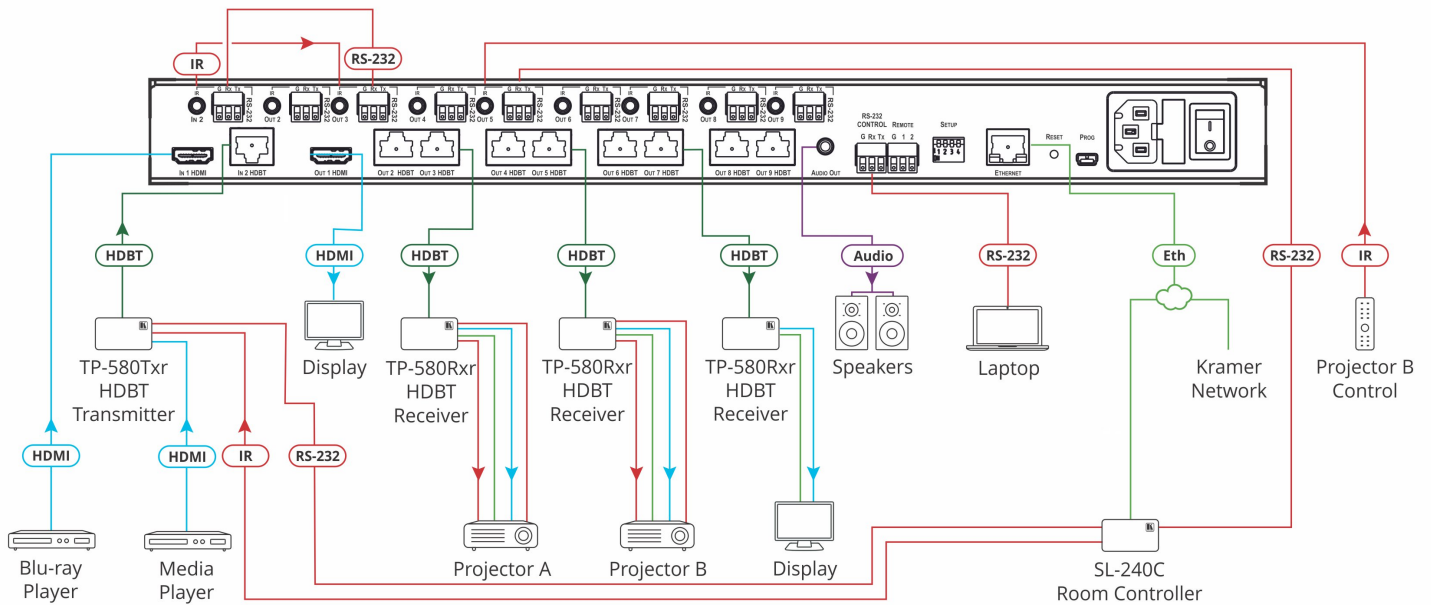 IR
RS-232
IR
G Rx Tx
IR
G Rx Tx
IR
G Rx Tx
IR
G Rx Tx
IR
G Rx Tx
IR
G Rx Tx
IR
G Rx Tx
IR
G Rx Tx
IR
G Rx Tx
IN 2
RS-232
OUT 2
RS-232
OUT 3
RS-232
OUT 4
RS-232
OUT 5
RS-232
OUT 6
RS-232
OUT 7
RS-232
OUT 8
RS-232
OUT 9
RS-232
RS-232
CONTROL
G Rx Tx
REMOTE
G 1 2
SETUP
1 2 3 4
RESET
PROG
IN 1 HDMI
IN 2 HDBT
OUT 1 HDMI
OUT 2 HDBT
OUT 3 HDBT
OUT 4 HDBT
OUT 5 HDBT
OUT 6 HDBT
OUT 7 HDBT
OUT 8 HDBT
OUT 9 HDBT
AUDIO OUT
ETHERNET
HDBT
HDMI
HDBT
HDBT
HDBT
Audio
RS-232
Eth
RS-232
IR
TP-580Txr
HDBT
Transmitter
Display
TP-580Rxr
HDBT
Receiver
TP-580Rxr
HDBT
Receiver
TP-580Rxr
HDBT
Receiver
Speakers
Laptop
Kramer
Network
Projector B
Control
HDMI
HDMI
IR
RS-232
Blu-ray
Player
Media
Player
Projector A
Projector B
Display
SL-240C
Room Controller